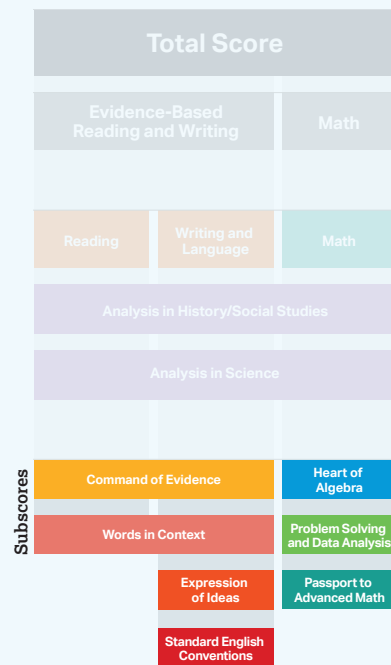 Total Score
Evidence-Based
Reading and Writing
Math
Reading
Writing and
Language
Math
Analysis in History/Social Studies
Analysis in Science
Subscores
Command of Evidence
Heart of
Algebra
Words in Context
Problem Solving
and Data Analysis
Expression
of Ideas
Passport to
Advanced Math
Standard English
Conventions